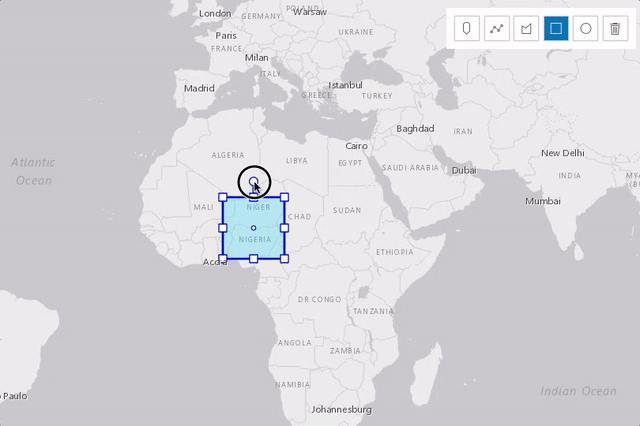 POLAND
London
GERMANY
Warsaw
Paris
UKRAINE
FRANCE
Milan
ITALY
Madrid
GREECE
Istanbul
TURKEY
Atlantic
Ocean
ALGERIA
LIBYA
Cairo
EGYPT
Baghdad
IRAN
SAUDI ARABIA
Dubai
New Delhi
INDIA
Mumbai
MALI
NIGER
CHAD
SUDAN
NIGERIA
Accra
ETHIOPIA
DR CONGO
TANZANIA
ANGOLA
ZAMBIA
NAMIBIA
Johannesburg
Indian Ocean
Paulo